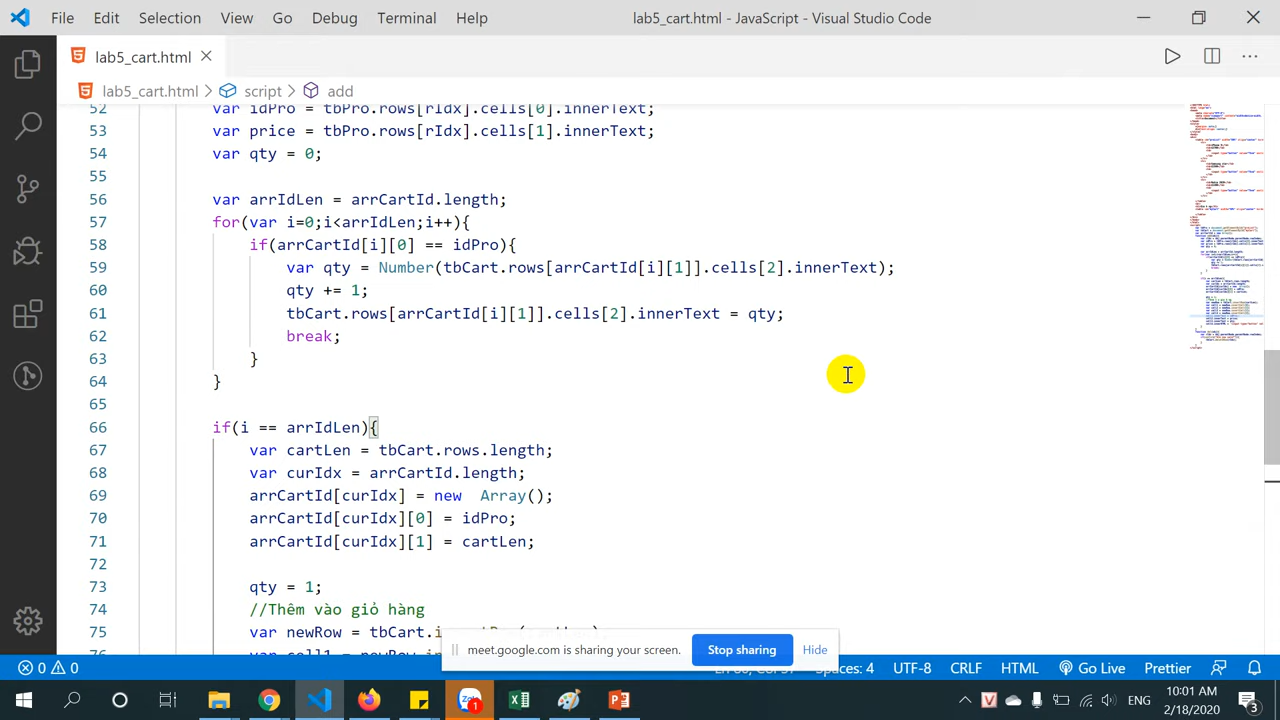 File Edit Selection View Go Debug Terminal Help lab5_cart.html - JavaScript - Visual Studio Code
lab5_cart.html
lab5_cart.html > script > add
52 var idPro = tbPro.rows[rIdx].cells[0].innerText;
53 var price = tbPro.rows[rIdx].cells[1].innerText;
54 var qty = 0;
55
56 var arrIdLen = arrCartId.length;
57 for(var i=0;i<arrIdLen;i++){
58 if(arrCartId[i][0] == idPro){
59 var qty = Number(tbCart.rows[arrCartId[i][1]].cells[2].innerText);
60 qty += 1;
61 tbCart.rows[arrCartId[i][1]].cells[2].innerText = qty;
62 break;
63 }
64 }
65
66 if(i == arrIdLen){
67 var cartLen = tbCart.rows.length;
68 var curIdx = arrCartId.length;
69 arrCartId[curIdx] = new Array();
70 arrCartId[curIdx][0] = idPro;
71 arrCartId[curIdx][1] = cartLen;
72
73 qty = 1;
74 //Thêm vào giỏ hàng
75 var newRow = tbCart.
meet.google.com is sharing your screen. Stop sharing Hide
0 0 Spaces: 4 UTF-8 CRLF HTML Go Live Prettier
1 ENG 10:01 AM 2/18/2020 3